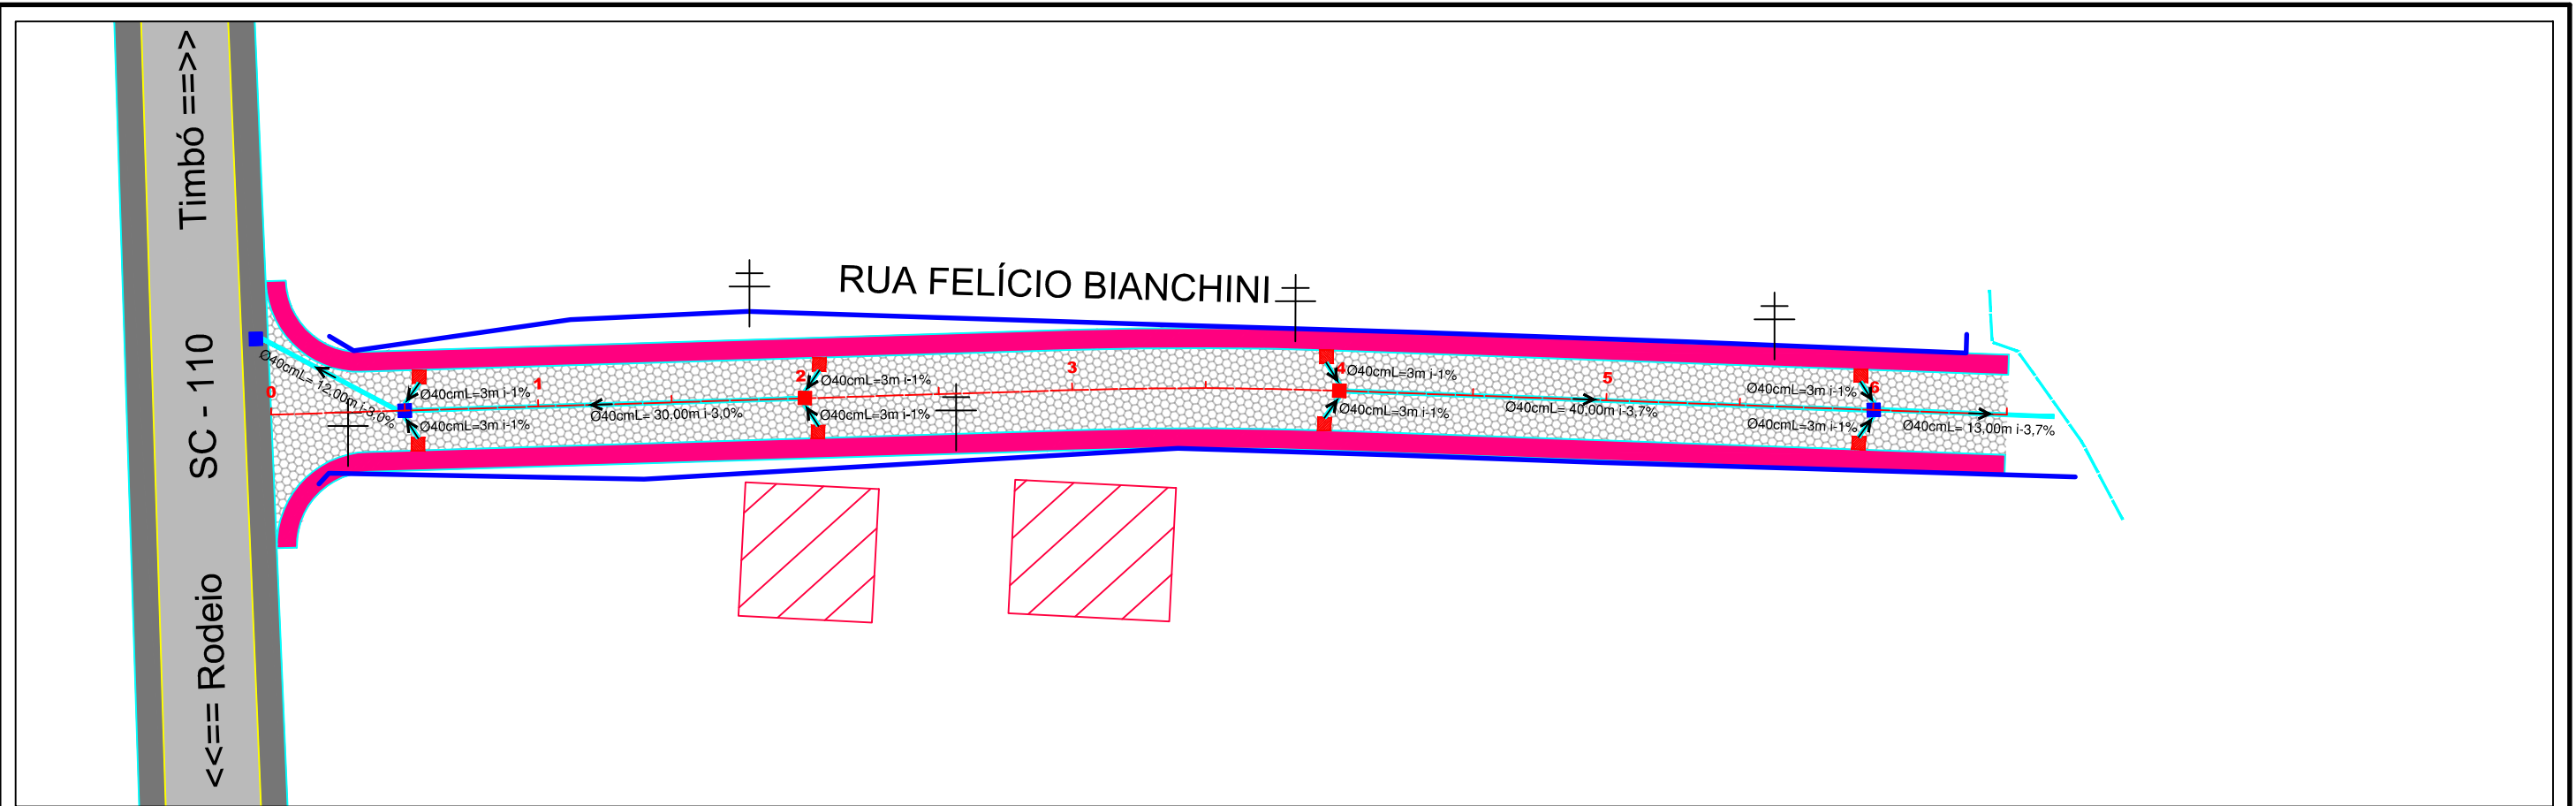 Timbó ==>>
SC - 110
<<== Rodeio
RUA FELÍCIO BIANCHINI
0
1
2
3
4
5
6
Ø40cmL= 12,00m i-3,0%
Ø40cmL=3m i-1%
Ø40cmL=3m i-1%
Ø40cmL= 30,00m i-3,0%
Ø40cmL=3m i-1%
Ø40cmL=3m i-1%
Ø40cmL=3m i-1%
Ø40cmL=3m i-1%
Ø40cmL= 40,00m i-3,7%
Ø40cmL=3m i-1%
Ø40cmL=3m i-1%
Ø40cmL= 13,00m i-3,7%